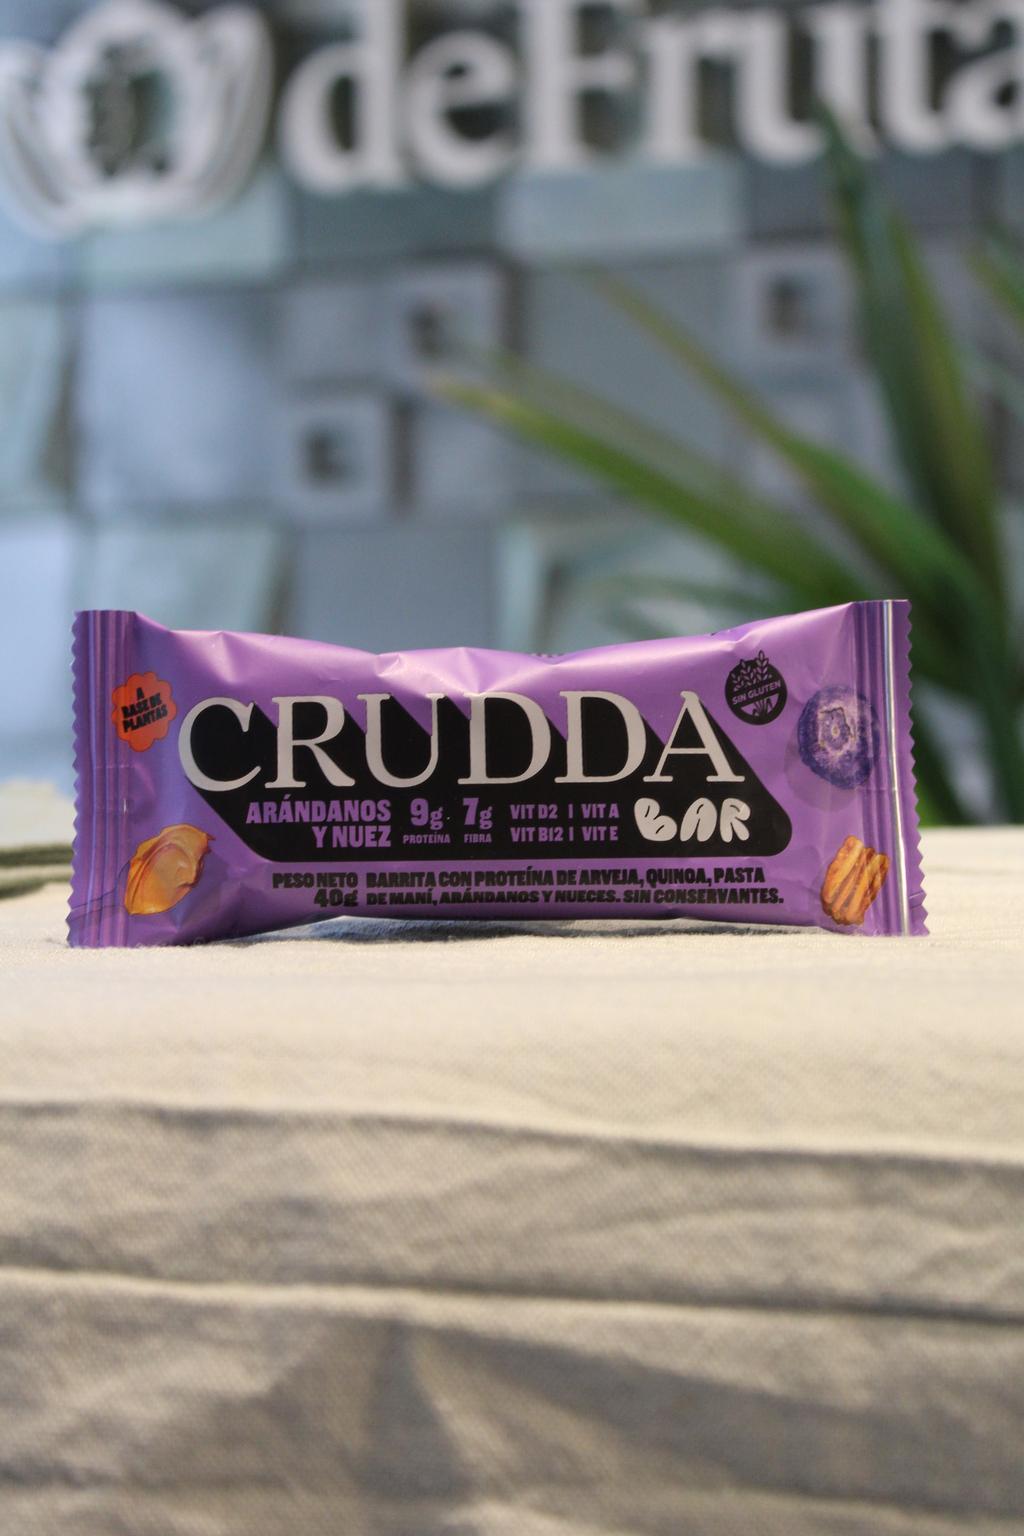 deFruta
A
BASE DE
PLANTAS
CRUDDA
SIN GLUTEN
ARÁNDANOS
Y NUEZ
9g
PROTEÍNA
7g
FIBRA
VIT D2 | VIT A
VIT B12 | VIT E
BAR
PESO NETO
40g
BARRITA CON PROTEÍNA DE ARVEJA, QUINOA, PASTA
DE MANÍ, ARÁNDANOS Y NUECES. SIN CONSERVANTES.